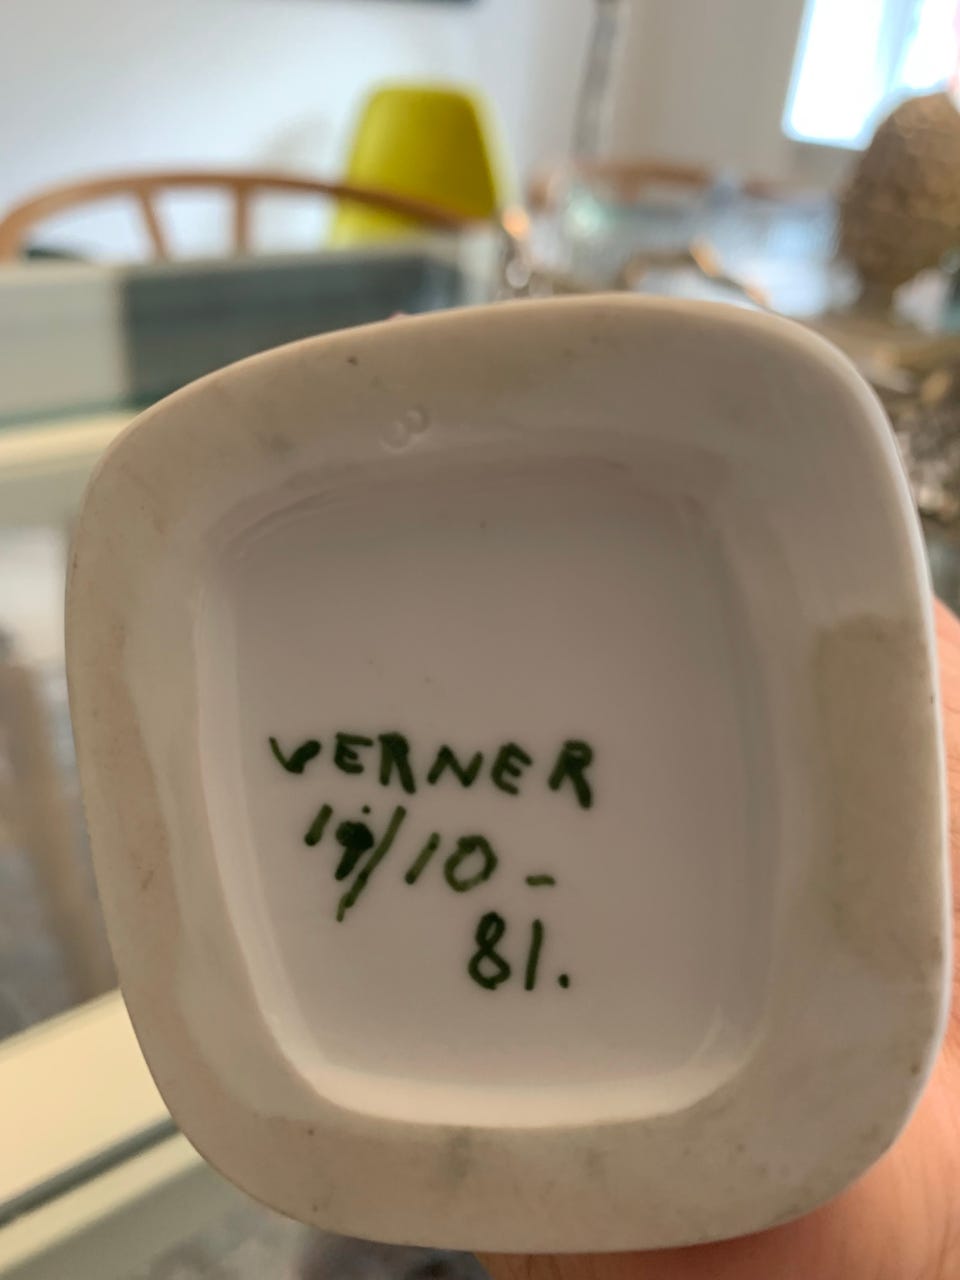 VERNER
19/10-
81.